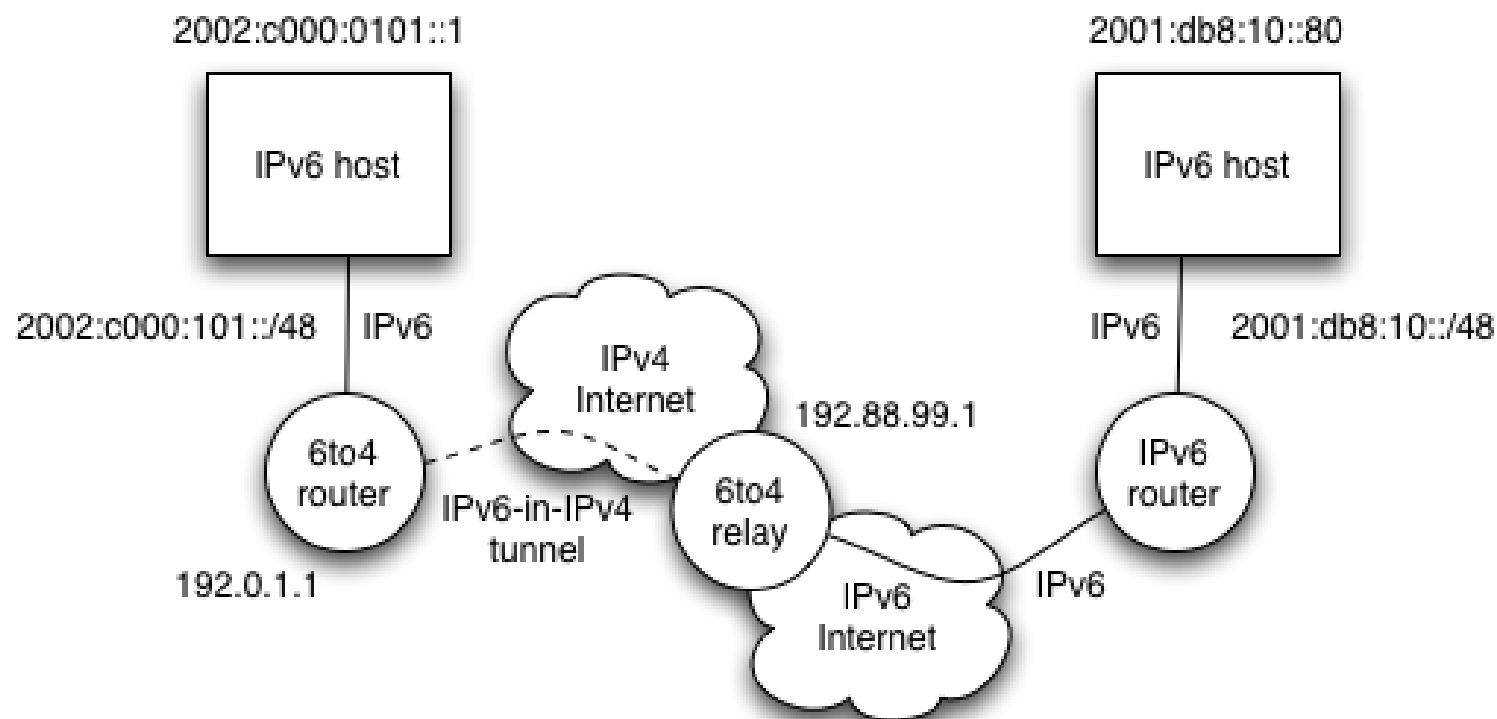 2002:c000:0101::1
2001:db8:10::80
IPv6 host
IPv6 host
2002:c000:101::/48
IPv6
IPv6
2001:db8:10::/48
IPv4
Internet
192.88.99.1
6to4
router
IPv6-in-IPv4
tunnel
6to4
relay
IPv6
router
192.0.1.1
IPv6
Internet
IPv6